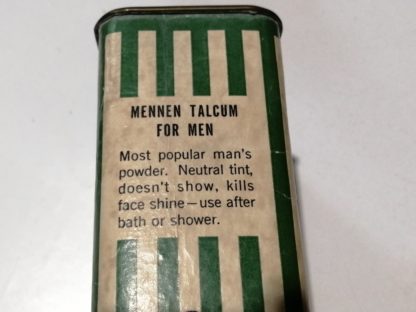 MENNEN TALCUM
FOR MEN
Most popular man's
powder. Neutral tint,
doesn't show, kills
face shine—use after
bath or shower.